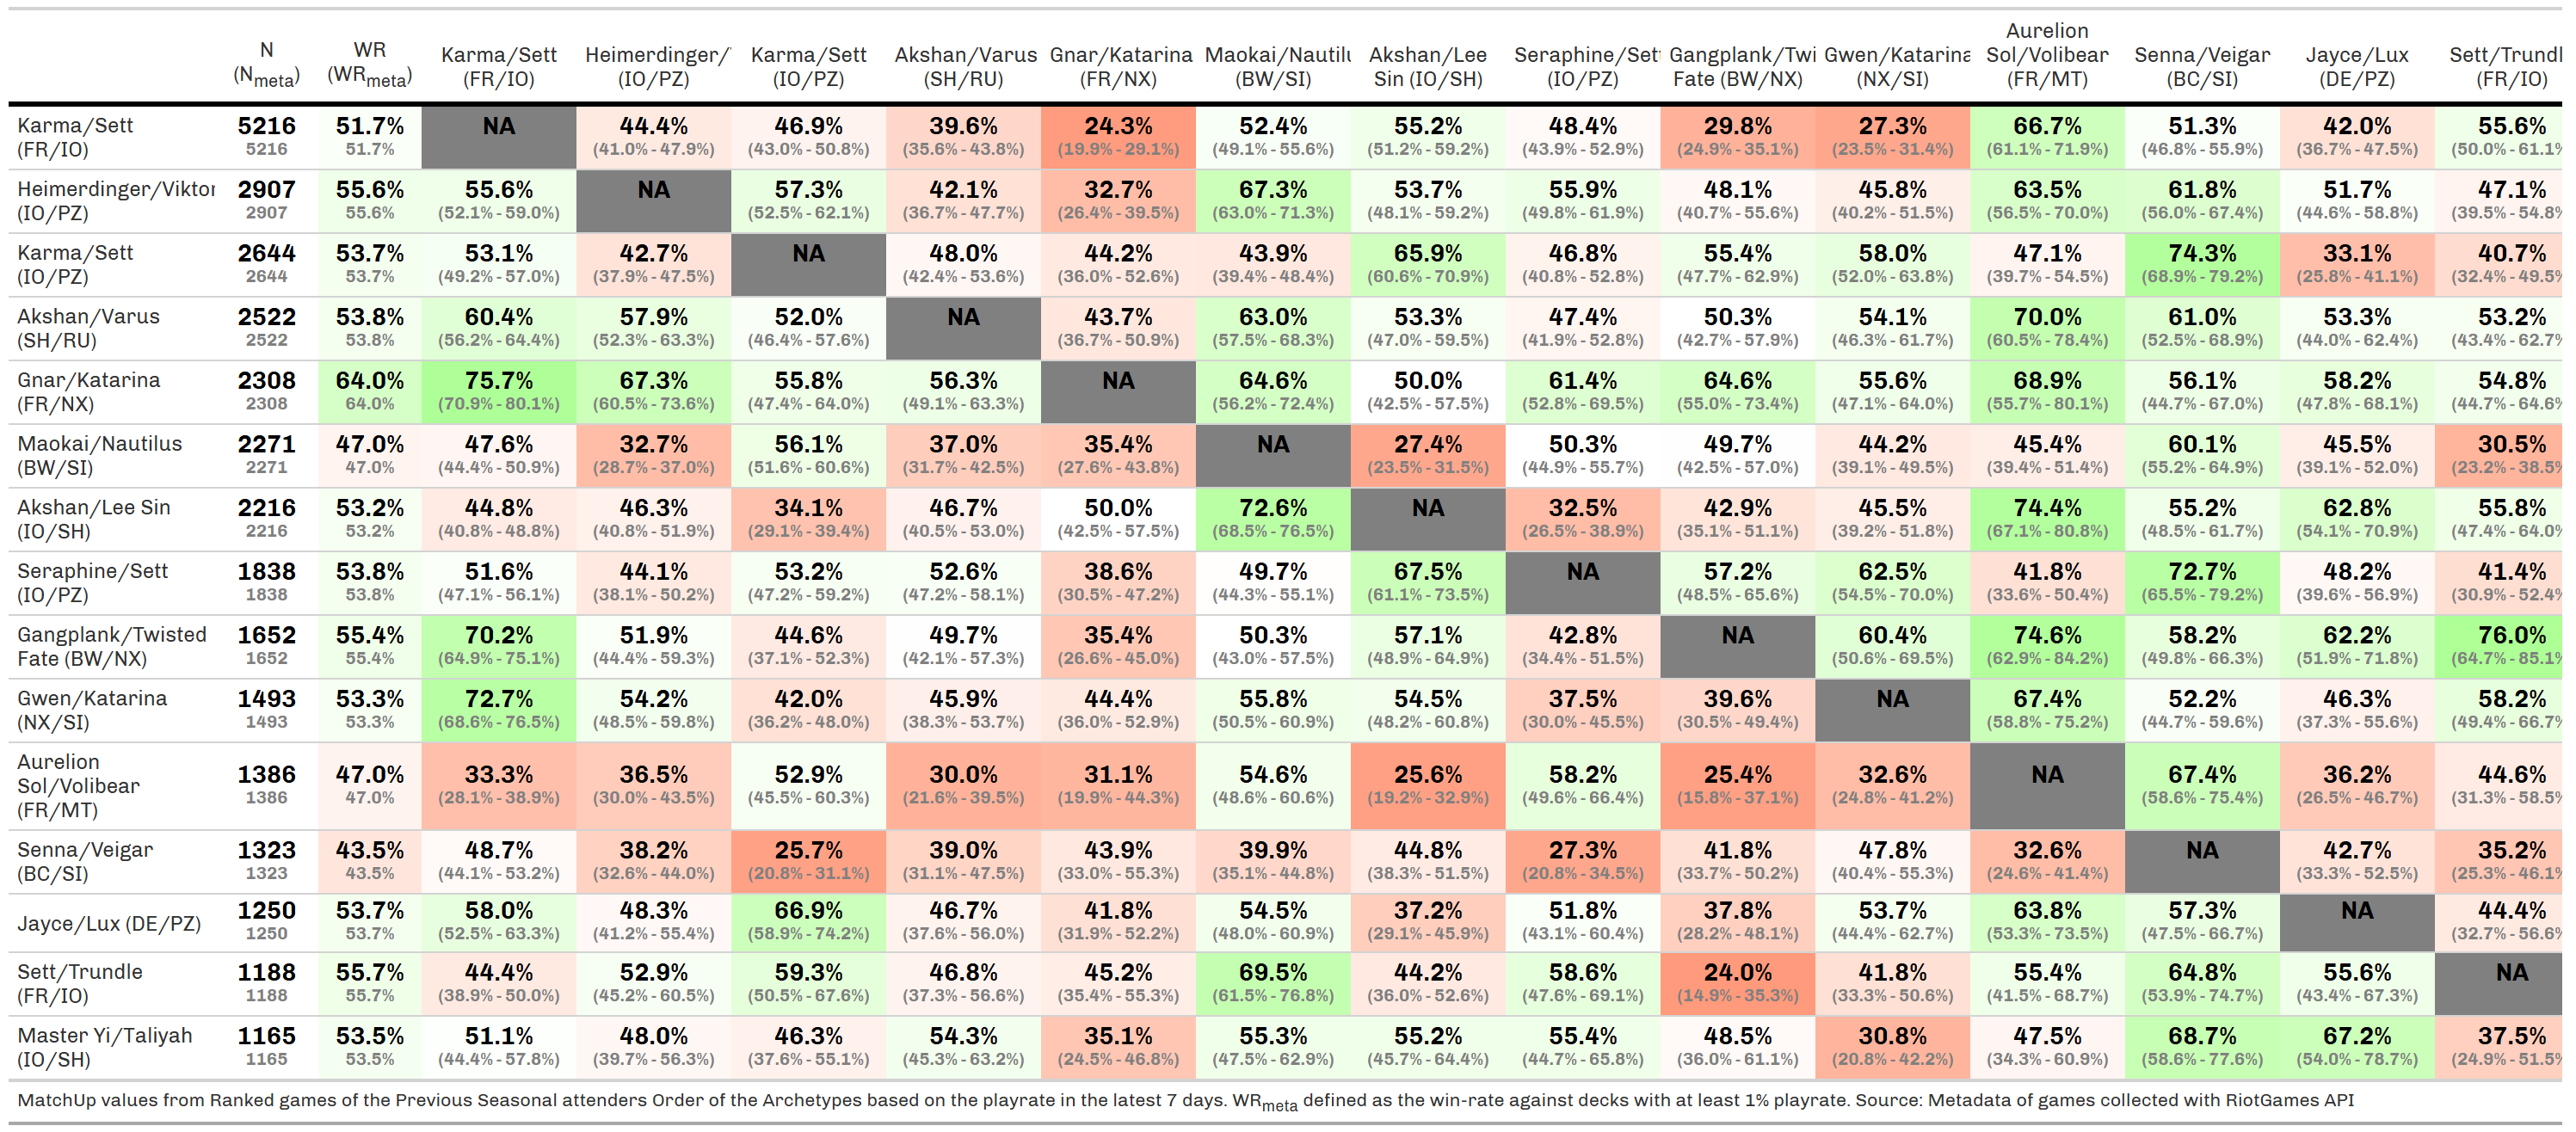 N (N meta) WR (WR meta) Karma/Sett (FR/IO) Heimerdinger/ (IO/PZ) Karma/Sett (IO/PZ) Akshan/Varus (SH/RU) Gnar/Katarina (FR/NX) Maokai/Nautilu (BW/SI) Akshan/Lee Sin (IO/SH) Seraphine/Sett (IO/PZ) Gangplank/Twi Fate (BW/NX) Gwen/Katarina (NX/SI) Aurelion Sol/Volibear (FR/MT) Senna/Veigar (BC/SI) Jayce/Lux (DE/PZ) Sett/Trundl (FR/IO)
Karma/Sett 5216 51.7% NA 44.4% 46.9% 39.6% 24.3% 52.4% 55.2% 48.4% 29.8% 27.3% 66.7% 51.3% 42.0% 55.6%
(FR/IO) 5216 51.7% (41.0% - 47.9%) (43.0% - 50.8%) (35.6% - 43.8%) (19.9% - 29.1%) (49.1% - 55.6%) (51.2% - 59.2%) (43.9% - 52.9%) (24.9% - 35.1%) (23.5% - 31.4%) (61.1% - 71.9%) (46.8% - 55.9%) (36.7% - 47.5%) (50.0% - 61.1%
Heimerdinger/Viktor 2907 55.6% 55.6% NA 57.3% 42.1% 32.7% 67.3% 53.7% 55.9% 48.1% 45.8% 63.5% 61.8% 51.7% 47.1%
(IO/PZ) 2907 55.6% (52.1% - 59.0%) (52.5% - 62.1%) (36.7% - 47.7%) (26.4% - 39.5%) (63.0% - 71.3%) (48.1% - 59.2%) (49.8% - 61.9%) (40.7% - 55.6%) (40.2% - 51.5%) (56.5% - 70.0%) (56.0% - 67.4%) (44.6% - 58.8%) (39.5% - 54.8%
Karma/Sett 2644 53.7% 53.1% 42.7% NA 48.0% 44.2% 43.9% 65.9% 46.8% 55.4% 58.0% 47.1% 74.3% 33.1% 40.7%
(IO/PZ) 2644 53.7% (49.2% - 57.0%) (37.9% - 47.5%) (42.4% - 53.6%) (36.0% - 52.6%) (39.4% - 48.4%) (60.6% - 70.9%) (40.8% - 52.8%) (47.7% - 62.9%) (52.0% - 63.8%) (39.7% - 54.5%) (68.9% - 79.2%) (25.8% - 41.1%) (32.4% - 49.5%
Akshan/Varus 2522 53.8% 60.4% 57.9% 52.0% NA 43.7% 63.0% 53.3% 47.4% 50.3% 54.1% 70.0% 61.0% 53.3% 53.2%
(SH/RU) 2522 53.8% (56.2% - 64.4%) (52.3% - 63.3%) (46.4% - 57.6%) (36.7% - 50.9%) (57.5% - 68.3%) (47.0% - 59.5%) (41.9% - 52.8%) (42.7% - 57.9%) (46.3% - 61.7%) (60.5% - 78.4%) (52.5% - 68.9%) (44.0% - 62.4%) (43.4% - 62.7%
Gnar/Katarina 2308 64.0% 75.7% 67.3% 55.8% 56.3% NA 64.6% 50.0% 61.4% 64.6% 55.6% 68.9% 56.1% 58.2% 54.8%
(FR/NX) 2308 64.0% (70.9% - 80.1%) (60.5% - 73.6%) (47.4% - 64.0%) (49.1% - 63.3%) (56.2% - 72.4%) (42.5% - 57.5%) (52.8% - 69.5%) (55.0% - 73.4%) (47.1% - 64.0%) (55.7% - 80.1%) (44.7% - 67.0%) (47.8% - 68.1%) (44.7% - 64.6%
Maokai/Nautilus 2271 47.0% 47.6% 32.7% 56.1% 37.0% 35.4% NA 27.4% 50.3% 49.7% 44.2% 45.4% 60.1% 45.5% 30.5%
(BW/SI) 2271 47.0% (44.4% - 50.9%) (28.7% - 37.0%) (51.6% - 60.6%) (31.7% - 42.5%) (27.6% - 43.8%) (23.5% - 31.5%) (44.9% - 55.7%) (42.5% - 57.0%) (39.1% - 49.5%) (39.4% - 51.4%) (55.2% - 64.9%) (39.1% - 52.0%) (23.2% - 38.5%
Akshan/Lee Sin 2216 53.2% 44.8% 46.3% 34.1% 46.7% 50.0% 72.6% NA 32.5% 42.9% 45.5% 74.4% 55.2% 62.8% 55.8%
(IO/SH) 2216 53.2% (40.8% - 48.8%) (40.8% - 51.9%) (29.1% - 39.4%) (40.5% - 53.0%) (42.5% - 57.5%) (68.5% - 76.5%) (26.5% - 38.9%) (35.1% - 51.1%) (39.2% - 51.8%) (67.1% - 80.8%) (48.5% - 61.7%) (54.1% - 70.9%) (47.4% - 64.0%
Seraphine/Sett 1838 53.8% 51.6% 44.1% 53.2% 52.6% 38.6% 49.7% 67.5% NA 57.2% 62.5% 41.8% 72.7% 48.2% 41.4%
(IO/PZ) 1838 53.8% (47.1% - 56.1%) (38.1% - 50.2%) (47.2% - 59.2%) (47.2% - 58.1%) (30.5% - 47.2%) (44.3% - 55.1%) (61.1% - 73.5%) (48.5% - 65.6%) (54.5% - 70.0%) (33.6% - 50.4%) (65.5% - 79.2%) (39.6% - 56.9%) (30.9% - 52.4%
Gangplank/Twisted 1652 55.4% 70.2% 51.9% 44.6% 49.7% 35.4% 50.3% 57.1% 42.8% NA 60.4% 74.6% 58.2% 62.2% 76.0%
Fate (BW/NX) 1652 55.4% (64.9% - 75.1%) (44.4% - 59.3%) (37.1% - 52.3%) (42.1% - 57.3%) (26.6% - 45.0%) (43.0% - 57.5%) (48.9% - 64.9%) (34.4% - 51.5%) (50.6% - 69.5%) (62.9% - 84.2%) (49.8% - 66.3%) (51.9% - 71.8%) (64.7% - 85.1%
Gwen/Katarina 1493 53.3% 72.7% 54.2% 42.0% 45.9% 44.4% 55.8% 54.5% 37.5% 39.6% NA 67.4% 52.2% 46.3% 58.2%
(NX/SI) 1493 53.3% (68.6% - 76.5%) (48.5% - 59.8%) (36.2% - 48.0%) (38.3% - 53.7%) (36.0% - 52.9%) (50.5% - 60.9%) (48.2% - 60.8%) (30.0% - 45.5%) (30.5% - 49.4%) (58.8% - 75.2%) (44.7% - 59.6%) (37.3% - 55.6%) (49.4% - 66.7%
Aurelion
Sol/Volibear 1386 47.0% 33.3% 36.5% 52.9% 30.0% 31.1% 54.6% 25.6% 58.2% 25.4% 32.6% NA 67.4% 36.2% 44.6%
(FR/MT) 1386 47.0% (28.1% - 38.9%) (30.0% - 43.5%) (45.5% - 60.3%) (21.6% - 39.5%) (19.9% - 44.3%) (48.6% - 60.6%) (19.2% - 32.9%) (49.6% - 66.4%) (15.8% - 37.1%) (24.8% - 41.2%) (58.6% - 75.4%) (26.5% - 46.7%) (31.3% - 58.5%
Senna/Veigar 1323 43.5% 48.7% 38.2% 25.7% 39.0% 43.9% 39.9% 44.8% 27.3% 41.8% 47.8% 32.6% NA 42.7% 35.2%
(BC/SI) 1323 43.5% (44.1% - 53.2%) (32.6% - 44.0%) (20.8% - 31.1%) (31.1% - 47.5%) (33.0% - 55.3%) (35.1% - 44.8%) (38.3% - 51.5%) (20.8% - 34.5%) (33.7% - 50.2%) (40.4% - 55.3%) (24.6% - 41.4%) (33.3% - 52.5%) (25.3% - 46.1%
Jayce/Lux (DE/PZ) 1250 53.7% 58.0% 48.3% 66.9% 46.7% 41.8% 54.5% 37.2% 51.8% 37.8% 53.7% 63.8% 57.3% NA 44.4%
1250 53.7% (52.5% - 63.3%) (41.2% - 55.4%) (58.9% - 74.2%) (37.6% - 56.0%) (31.9% - 52.2%) (48.0% - 60.9%) (29.1% - 45.9%) (43.1% - 60.4%) (28.2% - 48.1%) (44.4% - 62.7%) (53.3% - 73.5%) (47.5% - 66.7%) (32.7% - 56.6%
Sett/Trundle 1188 55.7% 44.4% 52.9% 59.3% 46.8% 45.2% 69.5% 44.2% 58.6% 24.0% 41.8% 55.4% 64.8% 55.6% NA
(FR/IO) 1188 55.7% (38.9% - 50.0%) (45.2% - 60.5%) (50.5% - 67.6%) (37.3% - 56.6%) (35.4% - 55.3%) (61.5% - 76.8%) (36.0% - 52.6%) (47.6% - 69.1%) (14.9% - 35.3%) (33.3% - 50.6%) (41.5% - 68.7%) (53.9% - 74.7%) (43.4% - 67.3%)
Master Yi/Taliyah 1165 53.5% 51.1% 48.0% 46.3% 54.3% 35.1% 55.3% 55.2% 55.4% 48.5% 30.8% 47.5% 68.7% 67.2% 37.5%
(IO/SH) 1165 53.5% (44.4% - 57.8%) (39.7% - 56.3%) (37.6% - 55.1%) (45.3% - 63.2%) (24.5% - 46.8%) (47.5% - 62.9%) (45.7% - 64.4%) (44.7% - 65.8%) (36.0% - 61.1%) (20.8% - 42.2%) (34.3% - 60.9%) (58.6% - 77.6%) (54.0% - 78.7%) (24.9% - 51.5%
MatchUp values from Ranked games of the Previous Seasonal attenders Order of the Archetypes based on the playrate in the latest 7 days. WR meta defined as the win-rate against decks with at least 1% playrate. Source: Metadata of games collected with RiotGames API